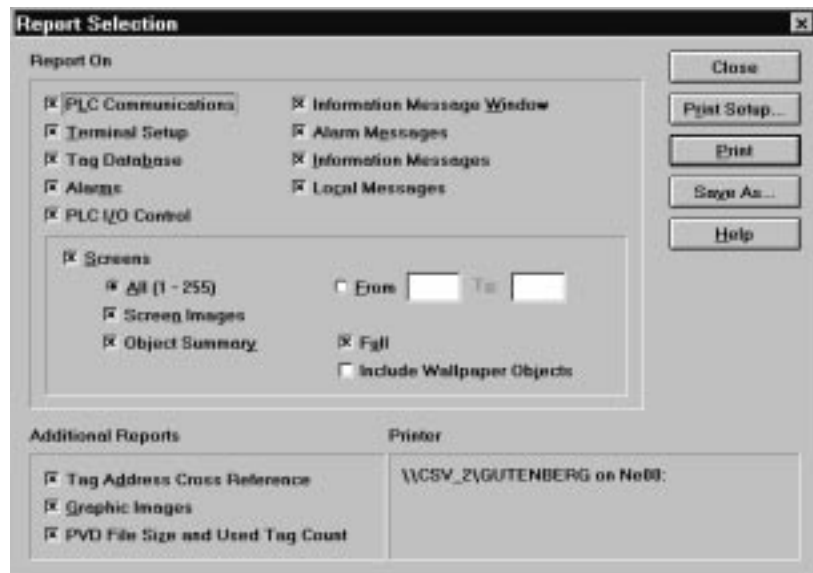 Report Selection
Report On
PLC Communications
Terminal Setup
Tag Database
Alarms
PLC I/O Control
Information Message Window
Alarm Messages
Information Messages
Local Messages
Screens
All (1 - 255)
From To
Screen Images
Object Summary
Full
Include Wallpaper Objects
Close
Print Setup...
Print
Save As...
Help
Additional Reports
Tag Address Cross Reference
Graphic Images
PVD File Size and Used Tag Count
Printer
\\CSV_2\GUTENBERG on Ne00: